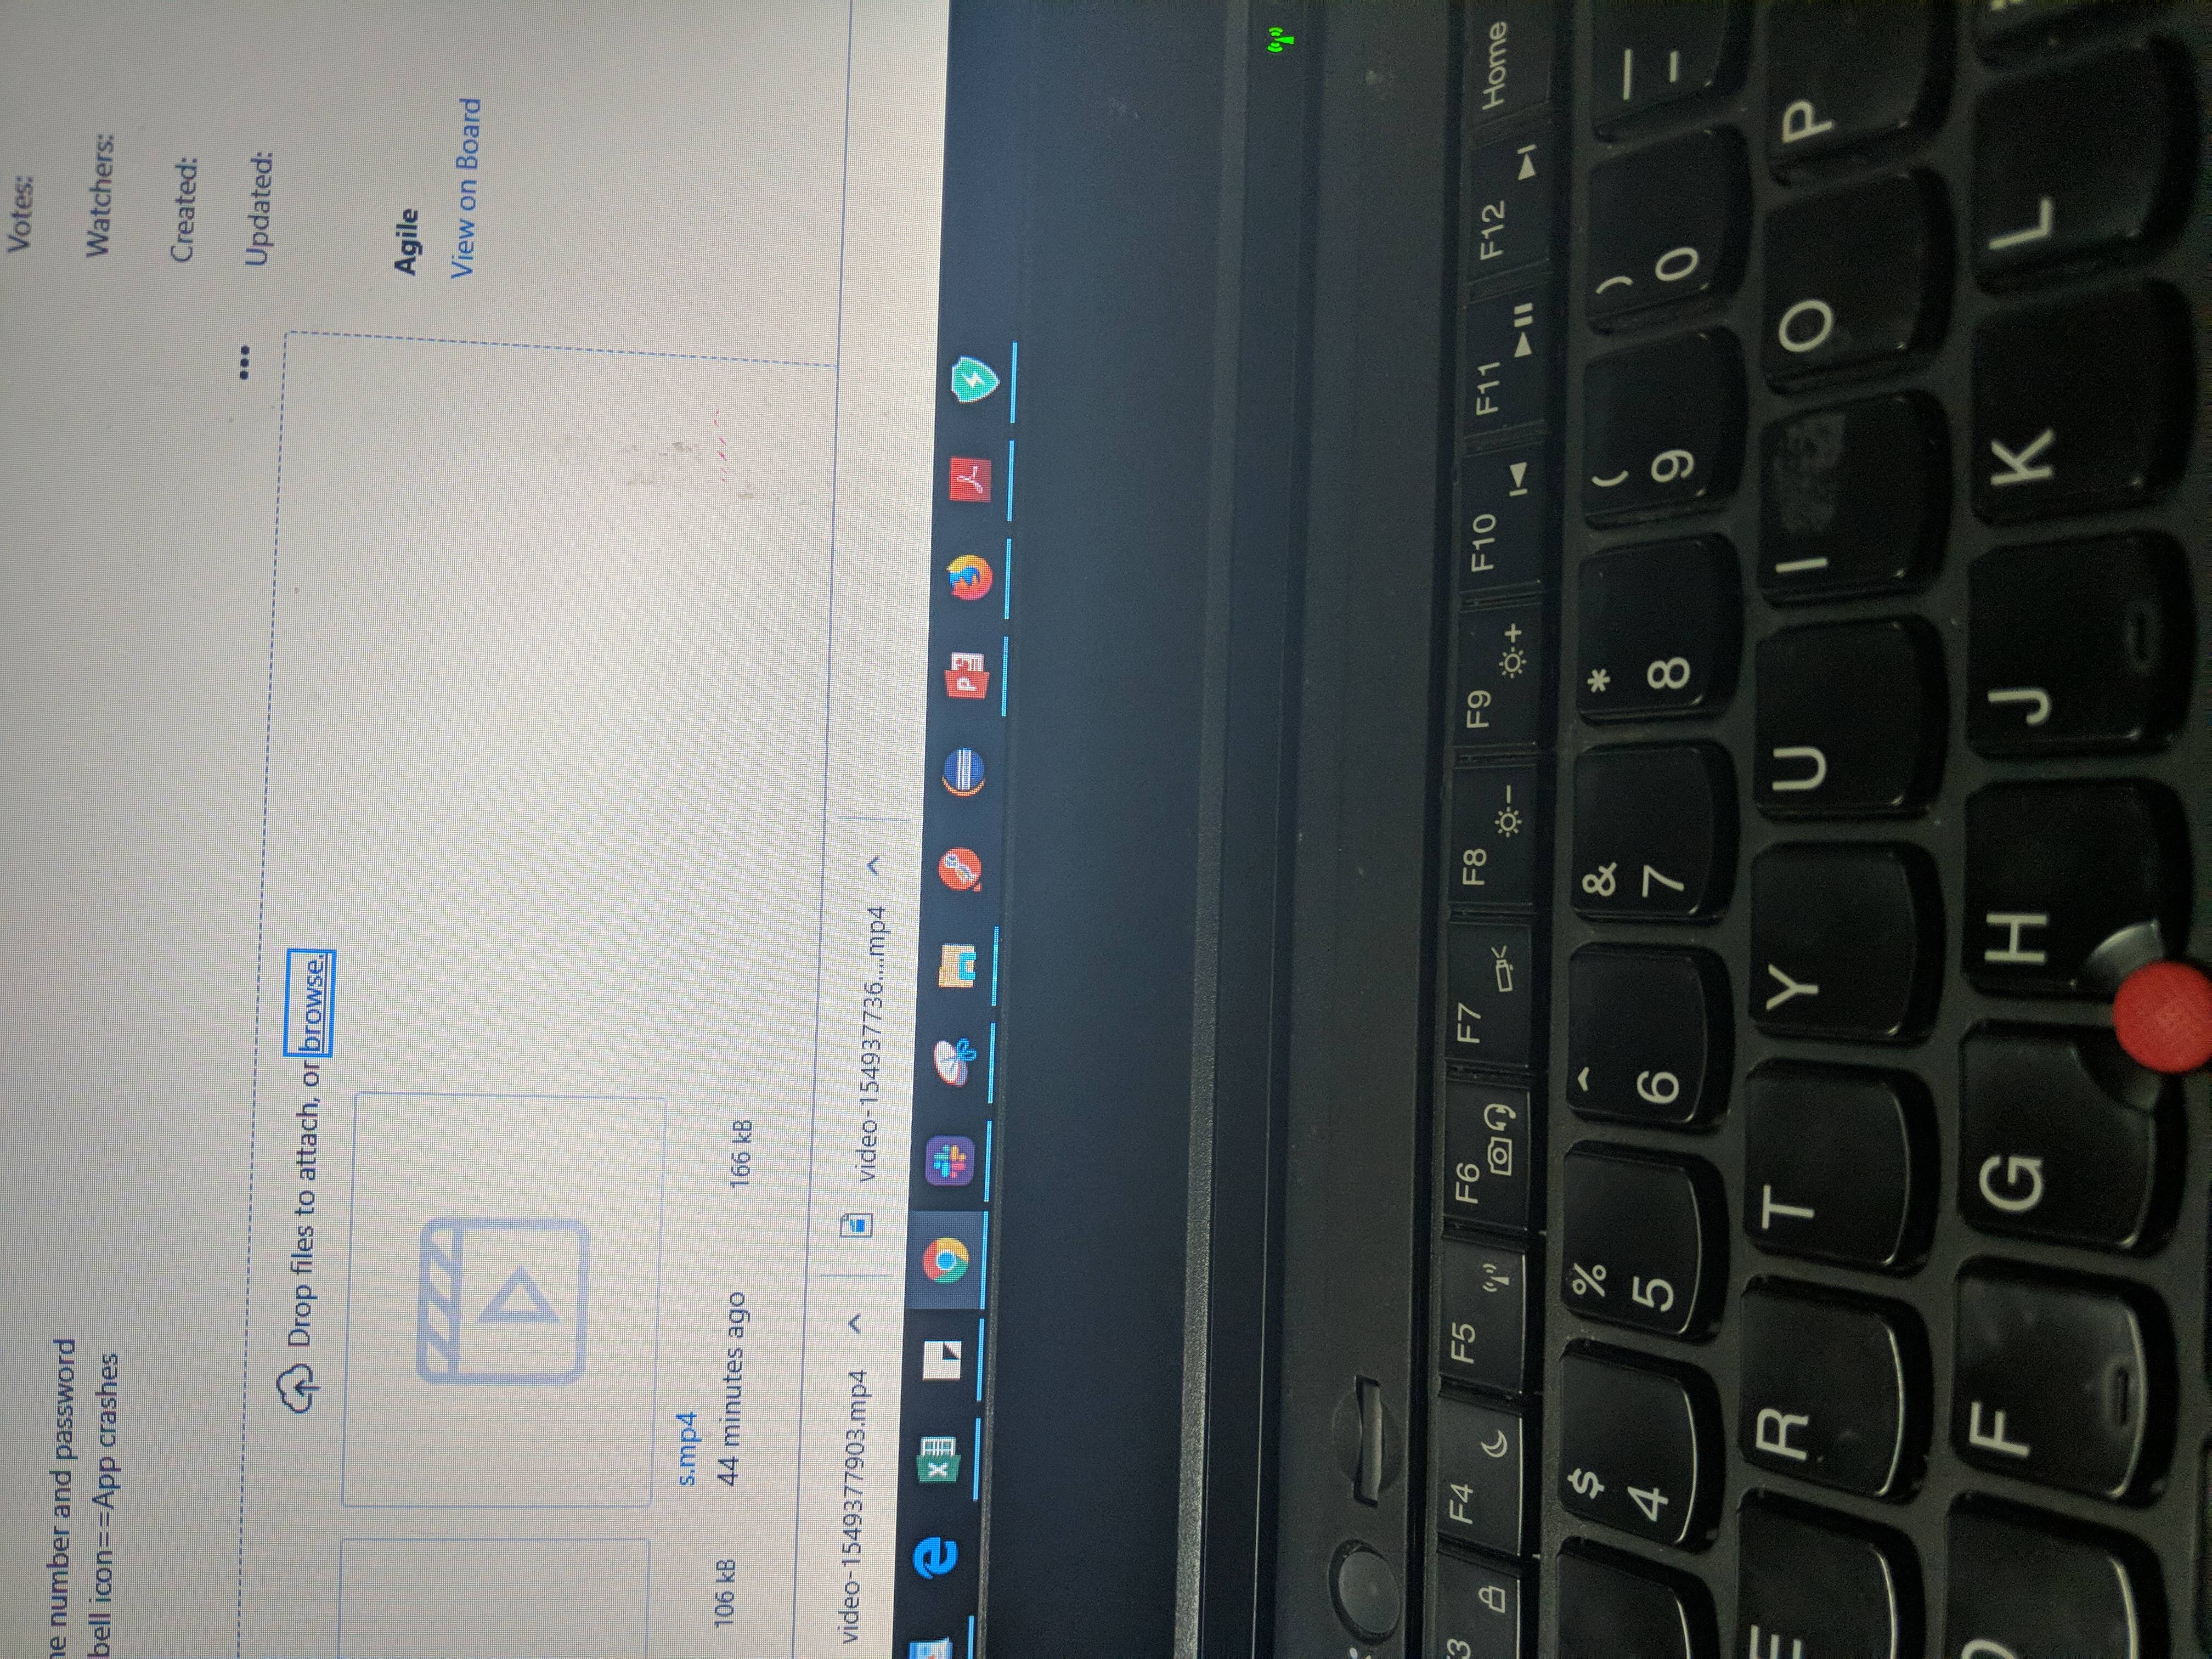 number and password
bell icon==App crashes
Votes:
Watchers:
Created:
Updated:
Agile
View on Board
...
Drop files to attach, or browse.
s.mp4
106 kB
44 minutes ago 166 kB
video-1549377903.mp4
video-154937736....mp4
F4 F5 F6 F7 F8 F9 F10 F11 F12 Home
$ % ^ & * ( ) _
4 5 6 7 8 9 0 -
R T Y U I O P
F G H J K L